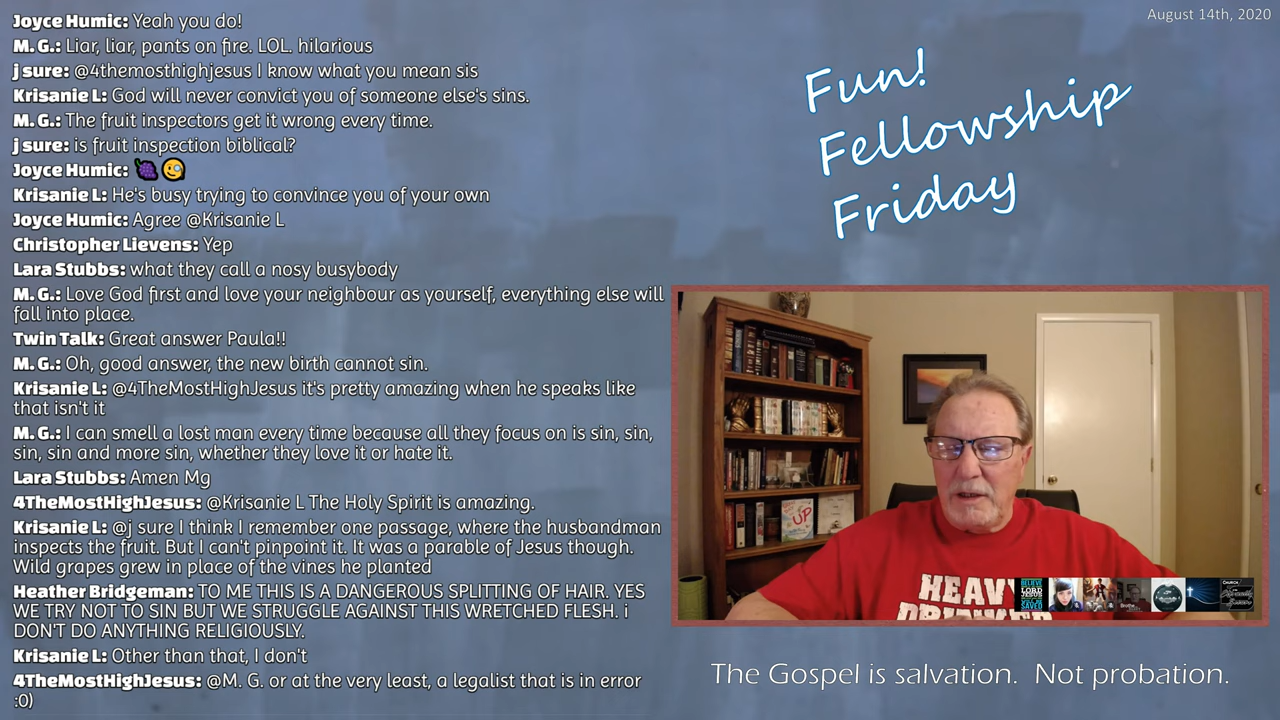 Joyce Humic: Yeah you do!
M. G.: Liar, liar, pants on fire. LOL. hilarious
j sure: @4themosthighjesus I know what you mean sis
Krisanie L: God will never convict you of someone else's sins.
M. G.: The fruit inspectors get it wrong every time.
j sure: is fruit inspection biblical?
Joyce Humic: 🍇 🧐
Krisanie L: He's busy trying to convince you of your own
Joyce Humic: Agree @Krisanie L
Christopher Lievens: Yep
Lara Stubbs: what they call a nosy busybody
M. G.: Love God first and love your neighbour as yourself, everything else will
fall into place.
Twin Talk: Great answer Paula!!
M. G.: Oh, good answer, the new birth cannot sin.
Krisanie L: @4TheMostHighJesus it's pretty amazing when he speaks like
that isn't it
M. G.: I can smell a lost man every time because all they focus on is sin, sin,
sin, sin and more sin, whether they love it or hate it.
Lara Stubbs: Amen Mg
4TheMostHighJesus: @Krisanie L The Holy Spirit is amazing.
Krisanie L: @j sure I think I remember one passage, where the husbandman
inspects the fruit. But I can't pinpoint it. It was a parable of Jesus though.
Wild grapes grew in place of the vines he planted
Heather Bridgeman: TO ME THIS IS A DANGEROUS SPLITTING OF HAIR. YES
WE TRY NOT TO SIN BUT WE STRUGGLE AGAINST THIS WRETCHED FLESH. i
DON'T DO ANYTHING RELIGIOUSLY.
Krisanie L: Other than that, I don't
4TheMostHighJesus: @M. G. or at the very least, a legalist that is in error
:0)
August 14th, 2020
Fun!
Fellowship
Friday
UP
HEAVY
DRINKER
BELIEVE
LORD
JESUS
SAVED
CHURCH
The Gospel is salvation. Not probation.